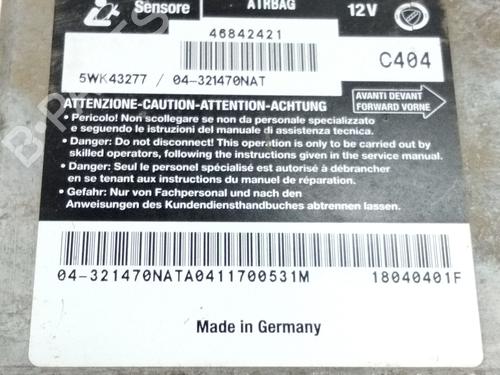 Sensore AIRBAG 12V
46842421
5WK43277 / 04-321470NAT
C404
AVANTI DEVANT
FORWARD VORNE
ATTENZIONE-CAUTION-ATTENTION-ACHTUNG
• Pericolo! Non scollegare se non da personale specializzato
e seguendo le istruzioni del manuale di assistenza tecnica.
• Danger: Do not disconnect! This operation is only to be carried out by
skilled operators, following the instructions given in the service manual.
• Danger: Seul le personel spécialisé est autorisé à débrancher
en se tenant aux instructions du manuel de réparation.
• Gefahr: Nur von Fachpersonal und nach den
Anweisungen des Kundendiensthandbuches abtrennen lassen.
04-321470NATA0411700531M
18040401F
Made in Germany